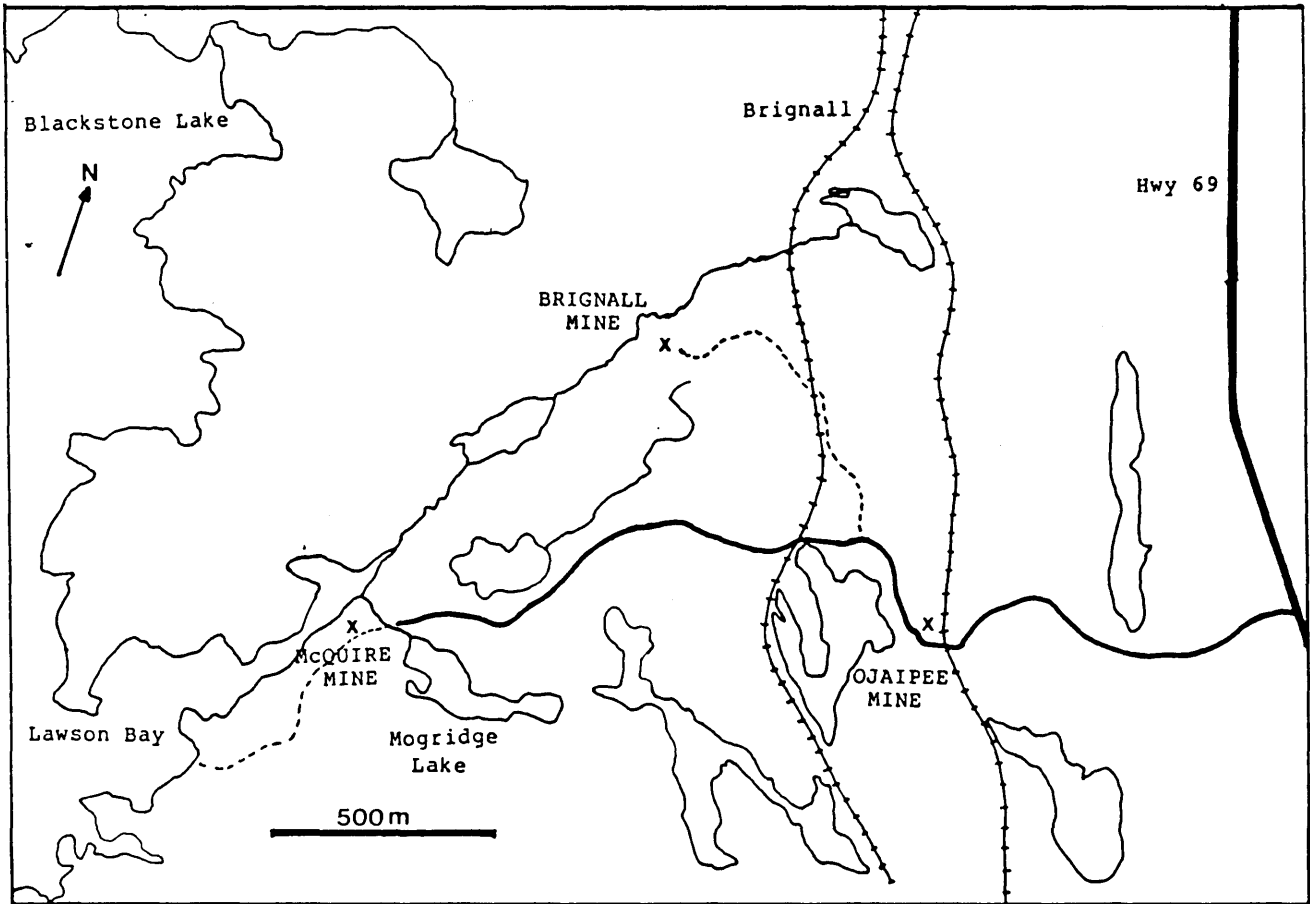 Brignall
Blackstone Lake
N
Hwy 69
BRIGNALL
MINE
X
X
McQUIRE
MINE
X
OJAIPEE
MINE
Lawson Bay
Mogridge
Lake
500m